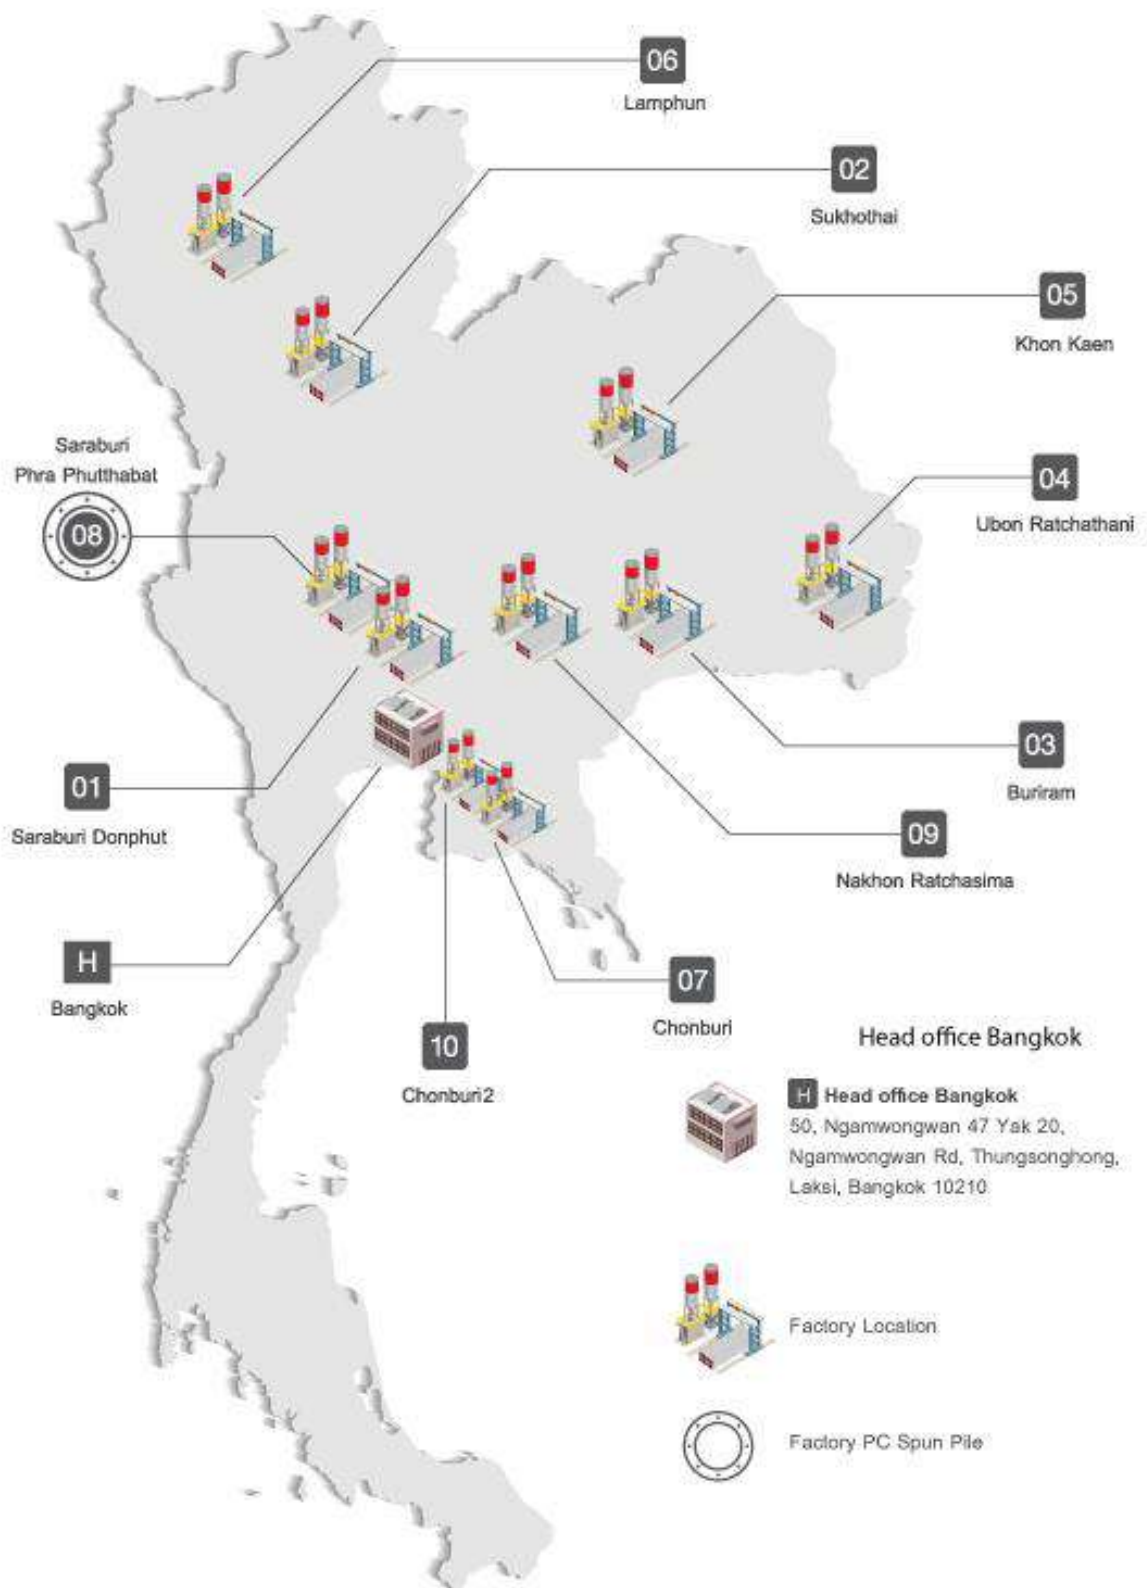 06
Lamphun
02
Sukhothai
05
Khon Kaen
Saraburi
Phra Phutthabat
08
04
Ubon Ratchathani
03
Buriram
01
Saraburi Donphut
09
Nakhon Ratchasima
H
Bangkok
07
Chonburi
10
Chonburi2
Head office Bangkok
H Head office Bangkok
50, Ngamwongwan 47 Yak 20,
Ngamwongwan Rd, Thungsonghong,
Laksi, Bangkok 10210
Factory Location
Factory PC Spun Pile